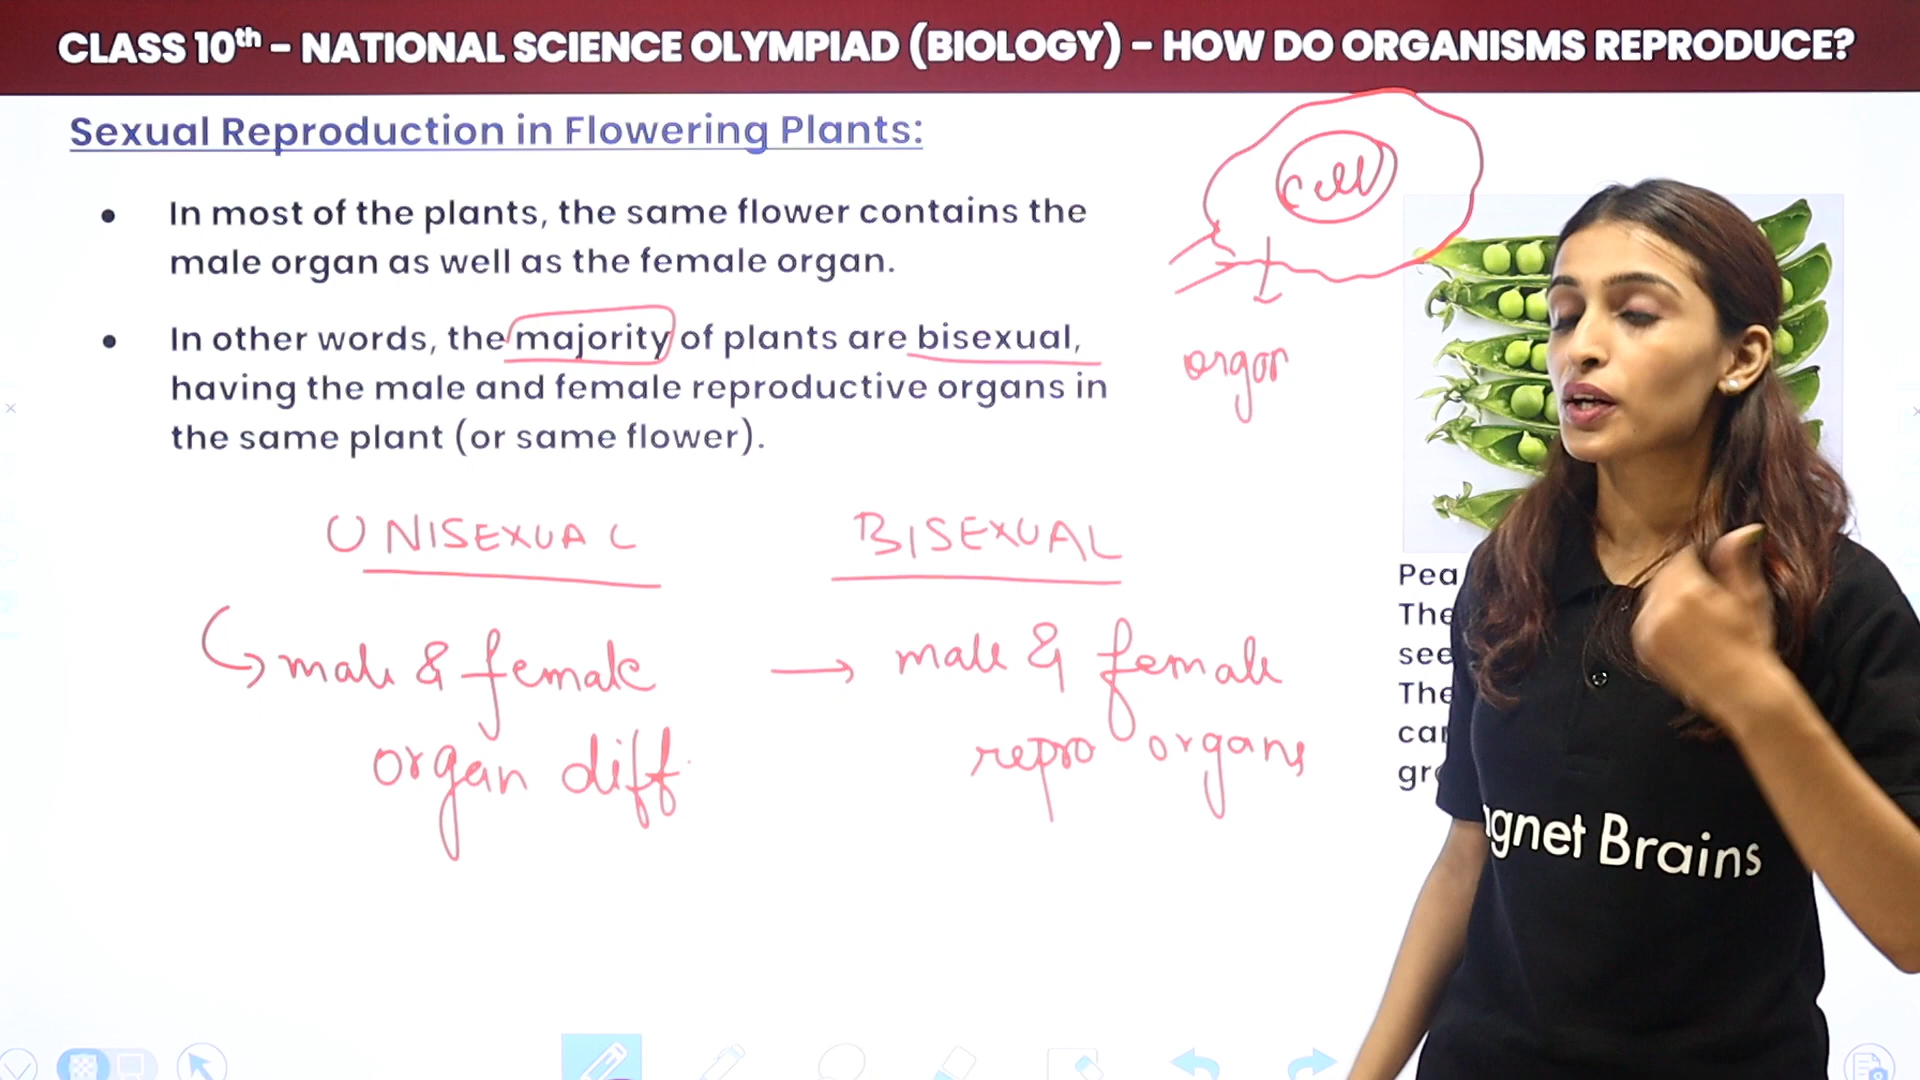 CLASS 10th – NATIONAL SCIENCE OLYMPIAD (BIOLOGY) – HOW DO ORGANISMS REPRODUCE?
Sexual Reproduction in Flowering Plants:
• In most of the plants, the same flower contains the
male organ as well as the female organ.
• In other words, the majority of plants are bisexual,
having the male and female reproductive organs in
the same plant (or same flower).
cell
organ
UNISEXUAL
male & female
organ diff
BISEXUAL
male & female
repro organs
Pea
The
see
The
car
gr
agnet Brains